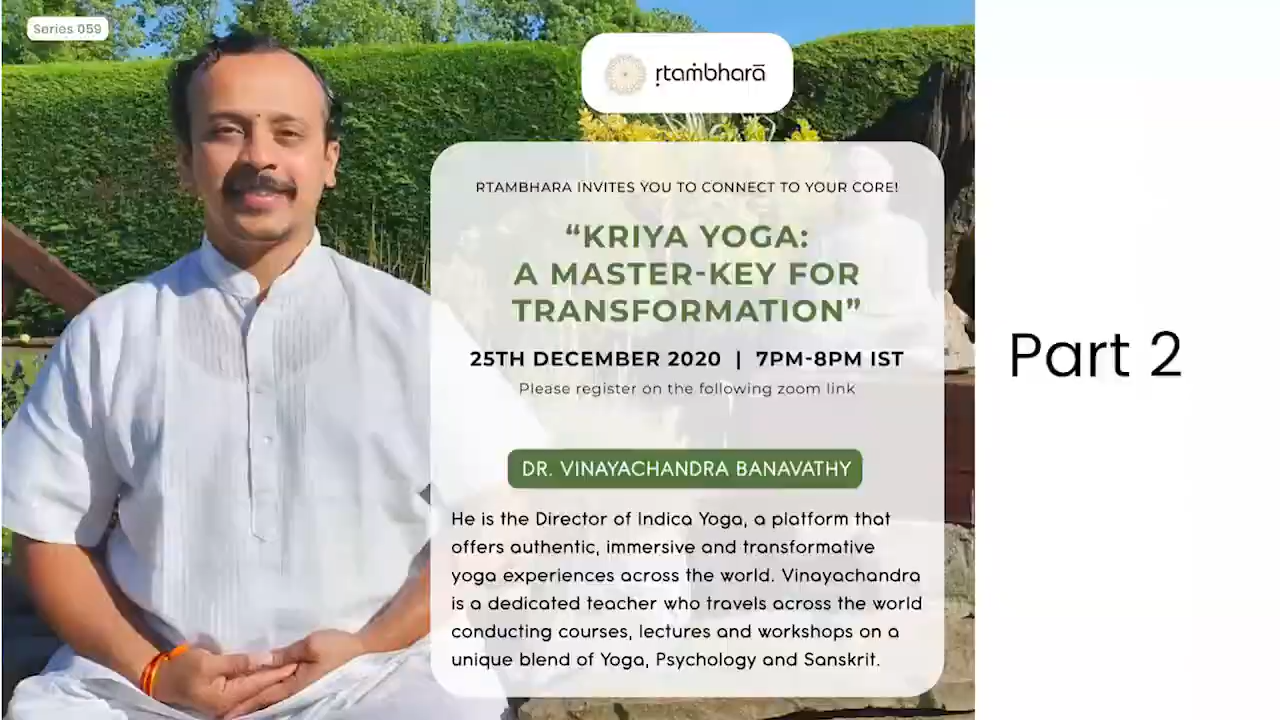 Series 059
ṛtaṁbharā
RTAMBHARA INVITES YOU TO CONNECT TO YOUR CORE!
“KRIYA YOGA:
A MASTER-KEY FOR
TRANSFORMATION”
25TH DECEMBER 2020 | 7PM-8PM IST
Please register on the following zoom link
DR. VINAYACHANDRA BANAVATHY
He is the Director of Indica Yoga, a platform that
offers authentic, immersive and transformative
yoga experiences across the world. Vinayachandra
is a dedicated teacher who travels across the world
conducting courses, lectures and workshops on a
unique blend of Yoga, Psychology and Sanskrit.
Part 2